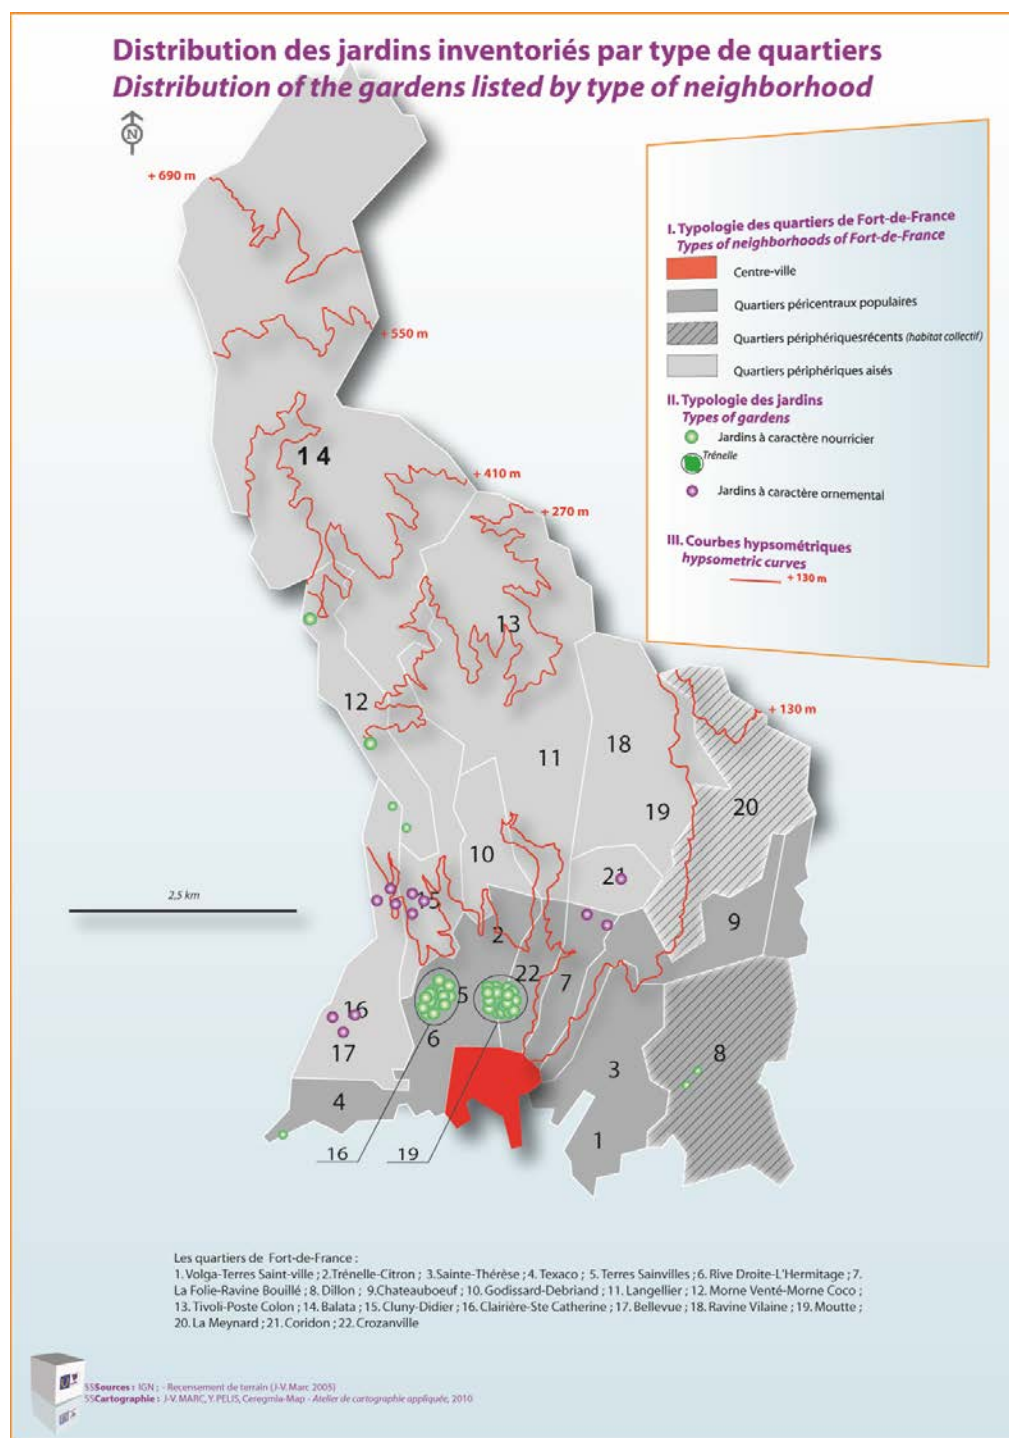 Distribution des jardins inventoriés par type de quartiers
Distribution of the gardens listed by type of neighborhood
N
+ 690 m
+ 550 m
+ 410 m
+ 270 m
+ 130 m
I. Typologie des quartiers de Fort-de-France
Types of neighborhoods of Fort-de-France
Centre-ville
Quartiers péricentraux populaires
Quartiers périphériquesrécents (habitat collectif)
Quartiers périphériques aisés
II. Typologie des jardins
Types of gardens
Jardins à caractère nourricier
Trénelle
Jardins à caractère ornemental
III. Courbes hypsométriques
hypsometric curves
+ 130 m
1 4
13
12
11
18
19
20
10
21
15
9
2
22
7
5
6
16
17
8
3
4
1
16
19
2,5 km
Les quartiers de Fort-de-France :
1. Volga-Terres Saint-ville ; 2.Trénelle-Citron ; 3.Sainte-Thérèse ; 4. Texaco ; 5. Terres Sainvilles ; 6. Rive Droite-L'Hermitage ; 7.
La Folie-Ravine Bouillé ; 8. Dillon ; 9.Chateauboeuf ; 10. Godissard-Debriand ; 11. Langellier ; 12. Morne Venté-Morne Coco ;
13. Tivoli-Poste Colon ; 14. Balata ; 15. Cluny-Didier ; 16. Clairière-Ste Catherine ; 17. Bellevue ; 18. Ravine Vilaine ; 19. Moutte ;
20. La Meynard ; 21. Coridon ; 22. Crozanville
55Sources : IGN ; - Recensement de terrain (J-V. Marc 2005)
55Cartographie : J-V. MARC, Y. PELIS, Ceregmia-Map - Atelier de cartographie appliquée, 2010